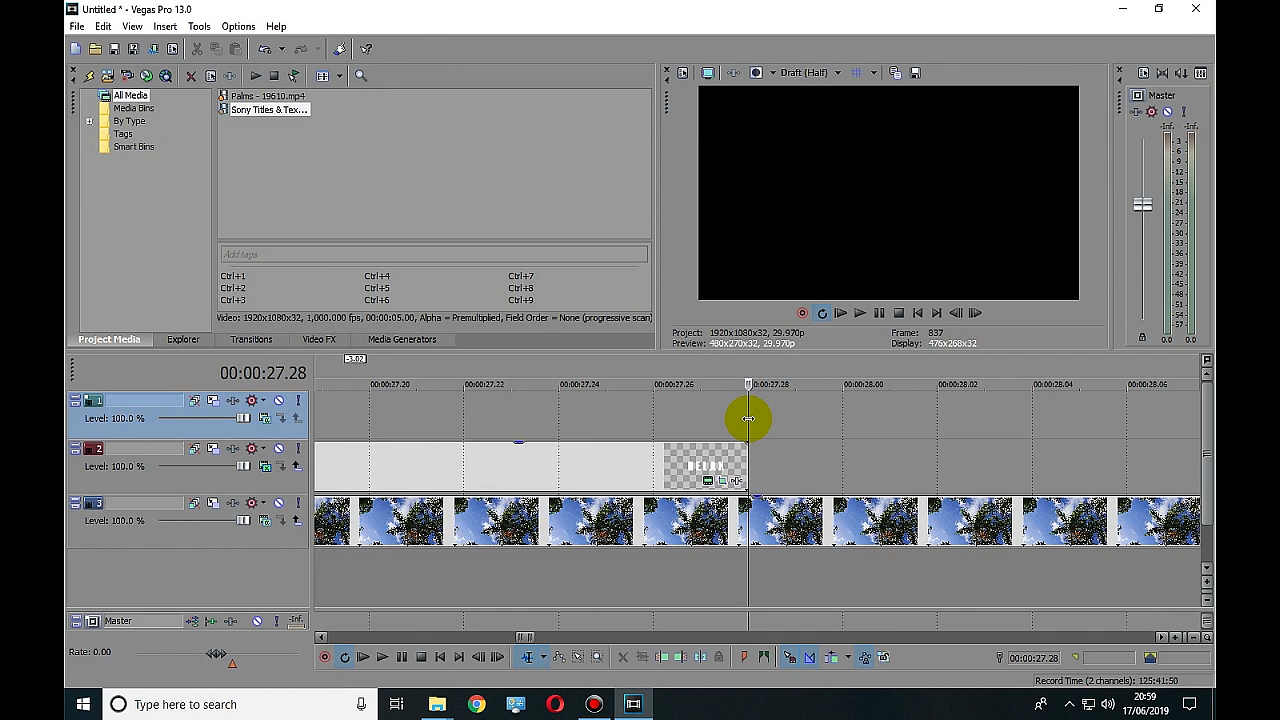 Untitled * - Vegas Pro 13.0
File Edit View Insert Tools Options Help
Draft (Half)
All Media
Media Bins
By Type
Tags
Smart Bins
Palms - 19610.mp4
Sony Titles & Tex...
Master
-Inf. -Inf.
3
6
9
12
15
18
21
24
27
30
33
36
39
42
45
48
51
54
57
Add tags
Ctrl+1 Ctrl+4 Ctrl+7
Ctrl+2 Ctrl+5 Ctrl+8
Ctrl+3 Ctrl+6 Ctrl+9
Video: 1920x1080x32, 1,000.000 fps, 00:00:05.00, Alpha = Premultiplied, Field Order = None (progressive scan)
Project: 1920x1080x32, 29.970p Frame: 837
Preview: 480x270x32, 29.970p Display: 476x268x32
Project Media Explorer Transitions Video FX Media Generators
-3.02
00:00:27.28
00:00:27.20 00:00:27.22 00:00:27.24 00:00:27.26 00:00:27.28 00:00:28.00 00:00:28.02 00:00:28.04 00:00:28.06
1
Level: 100.0 %
2
Level: 100.0 %
RELAX
3
Level: 100.0 %
Master -Inf.
Rate: 0.00
00:00:27.28
Record Time (2 channels): 125:41:50
Type here to search
20:59
17/06/2019